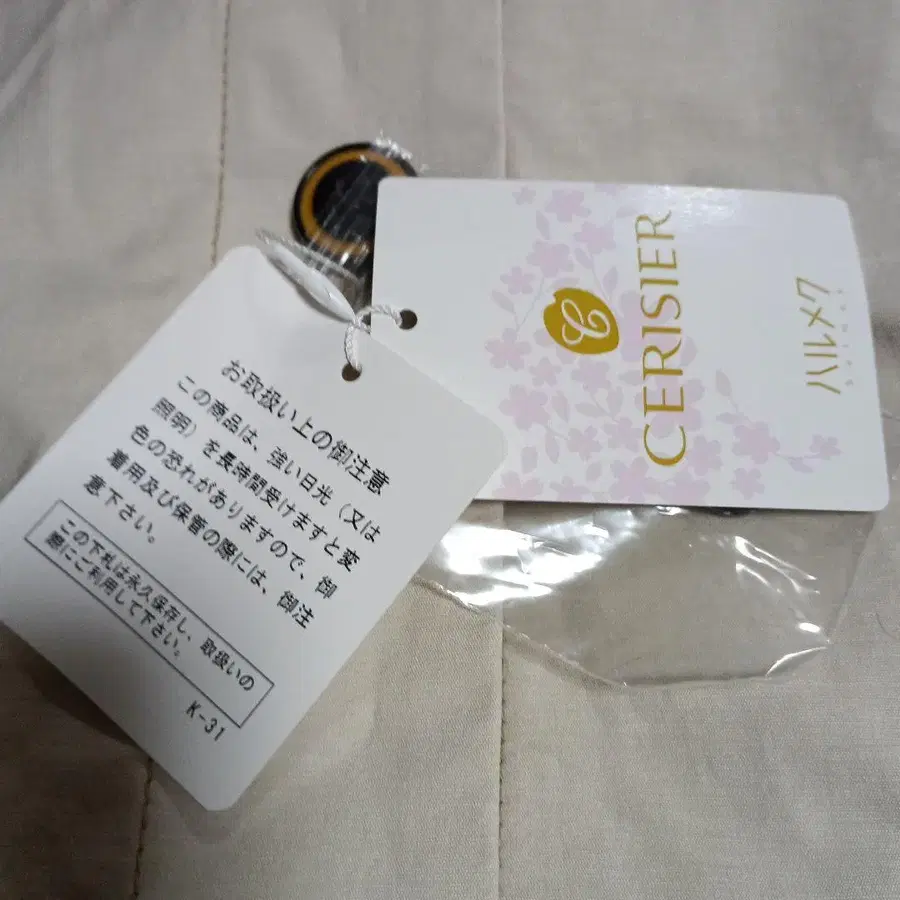 お取扱い上の御注意
この商品は、強い日光（又は
照明）を長時間受けますと変
色の恐れがありますので、御
着用及び保管の際には、御注
意下さい。
この下札は永久保存し、取扱いの
際にご利用して下さい。
K-31
CERISIER
ハルメク